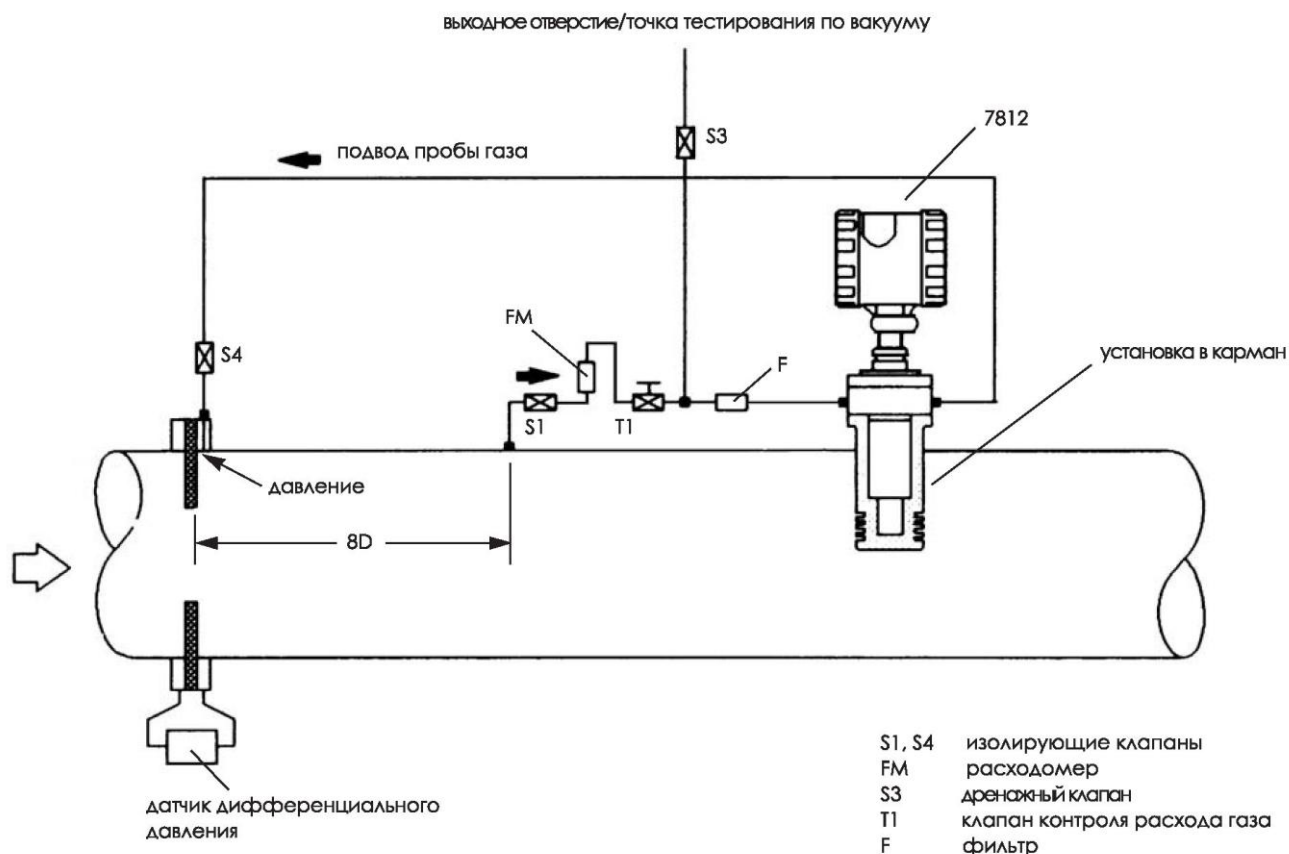 выходное отверстие/точка тестирования по вакууму
7812
S3
подвод пробы газа
FM
установка в карман
S4
F
S1
T1
давление
8D
датчик дифференциального
давления
S1, S4 изолирующие клапаны
FM расходомер
S3 дренажный клапан
T1 клапан контроля расхода газа
F фильтр